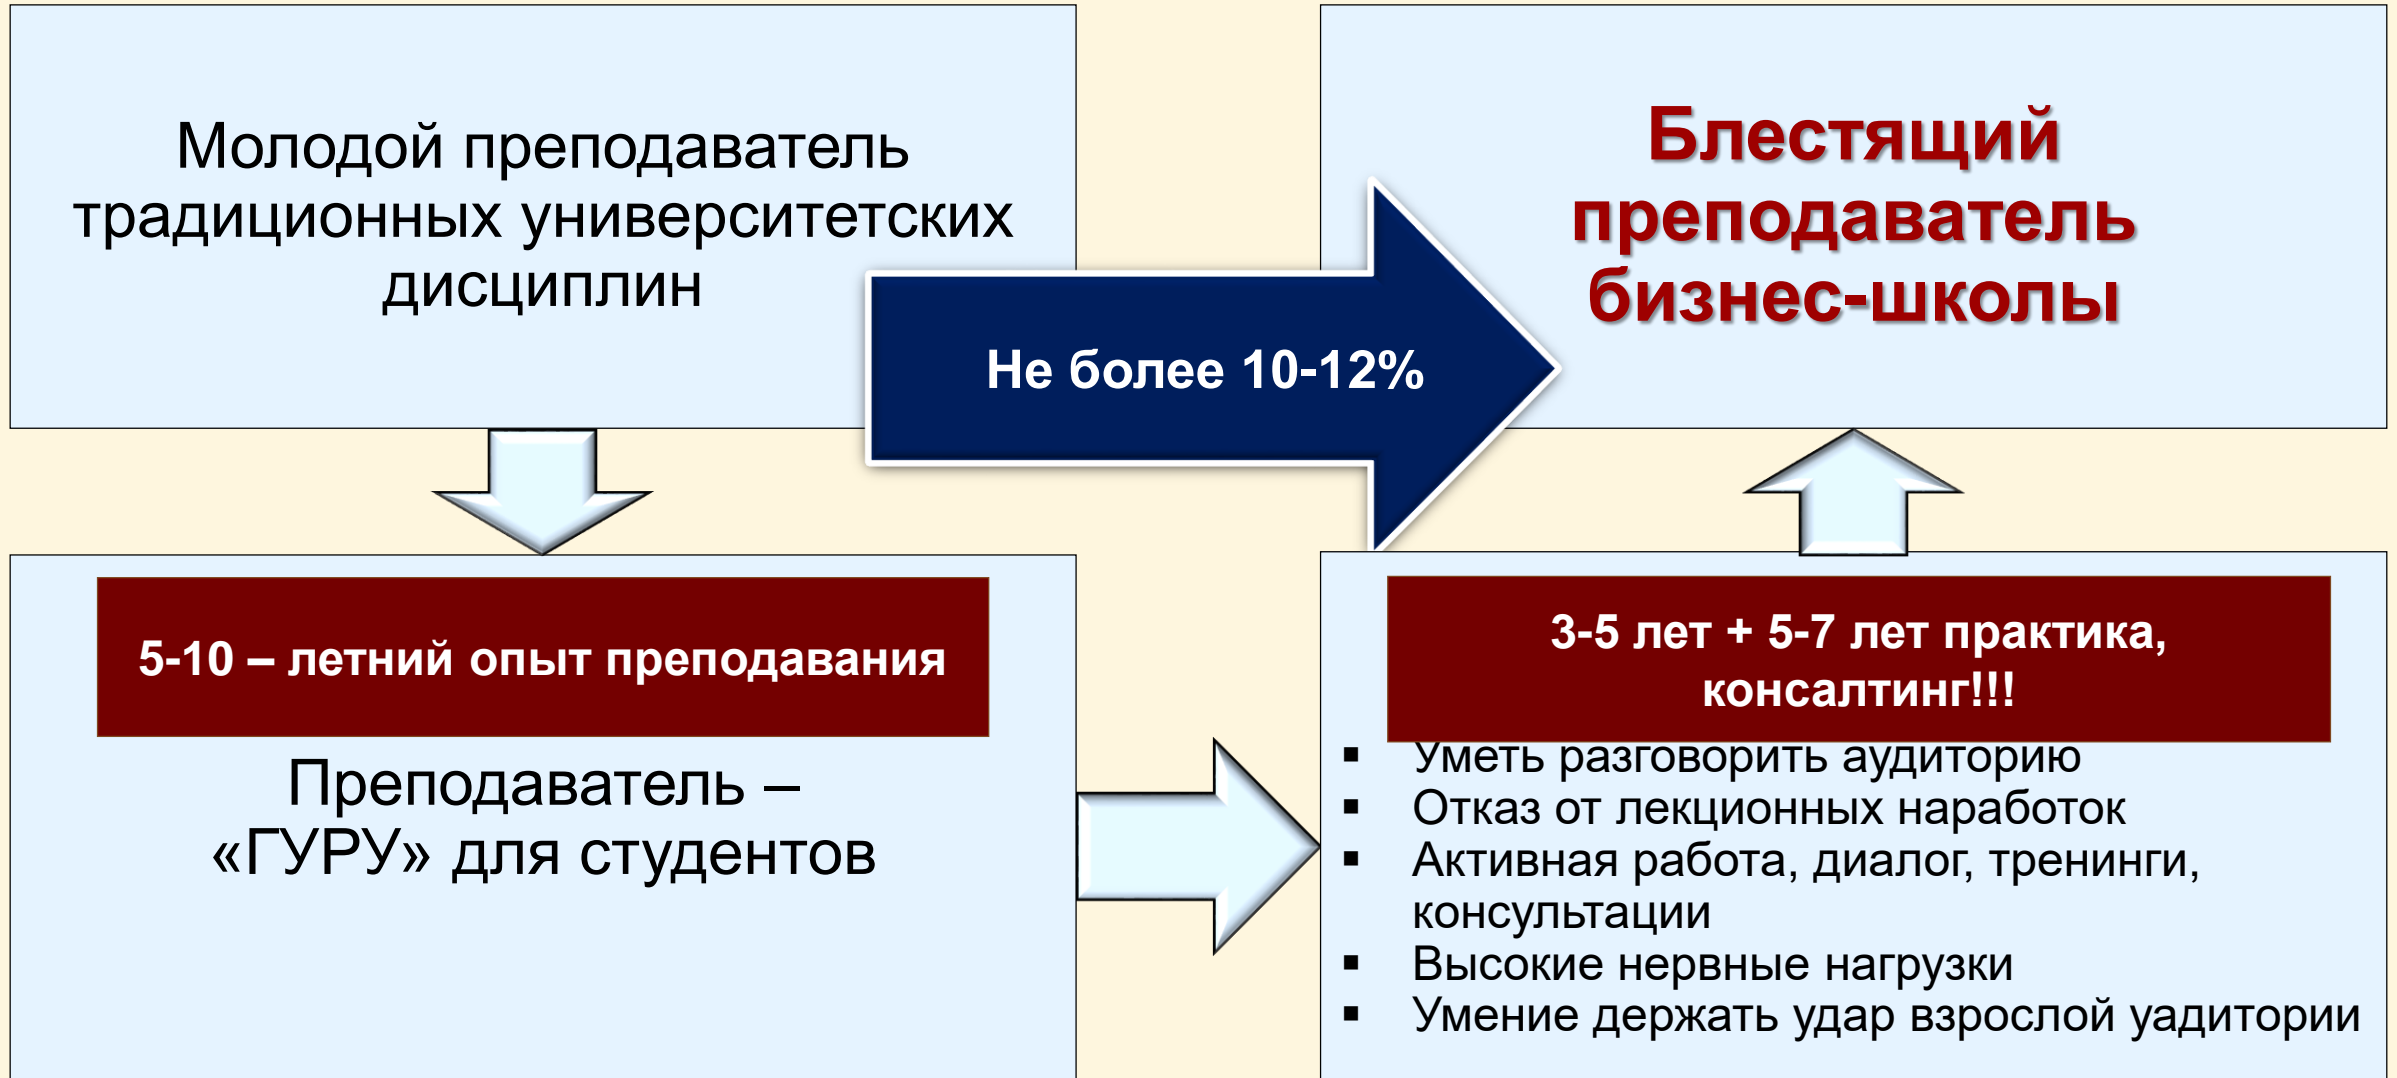 Молодой преподаватель
традиционных университетских
дисциплин
Блестящий
преподаватель
бизнес-школы
Не более 10-12%
5-10 – летний опыт преподавания
Преподаватель –
«ГУРУ» для студентов
3-5 лет + 5-7 лет практика,
консалтинг!!!
▪ Уметь разговорить аудиторию
▪ Отказ от лекционных наработок
▪ Активная работа, диалог, тренинги,
консультации
▪ Высокие нервные нагрузки
▪ Умение держать удар взрослой уадитории